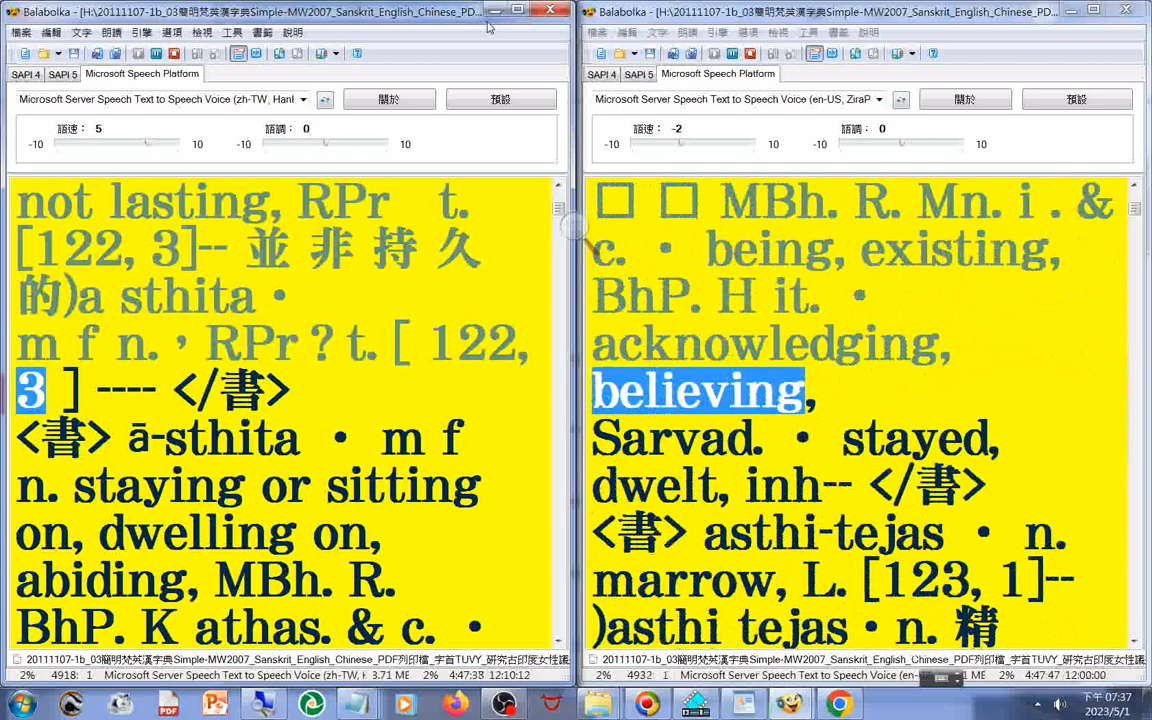 Balabolka - [H:\20111107-1b_03簡明梵英漢字典Simple-MW2007_Sanskrit_English_Chinese_PD...
檔案 編輯 文字 朗讀 引擎 選項 檢視 工具 書籤 說明
SAPI 4 SAPI 5 Microsoft Speech Platform
Microsoft Server Speech Text to Speech Voice (zh-TW, Hanl 關於 預設
語速： 5 語調： 0
-10 10 -10 10
not lasting, RPr t.
[122, 3]-- 並 非 持 久
的)a sthita •
m f n.，RPr？t. [ 122,
3 ] ---- </書>
<書> ā-sthita • m f
n. staying or sitting
on, dwelling on,
abiding, MBh. R.
BhP. K athas. & c. •
20111107-1b_03簡明梵英漢字典Simple-MW2007_Sanskrit_English_Chinese_PDF列印檔_字首TUVY_研究古印度女性議
2% 4918: 1 Microsoft Server Speech Text to Speech Voice (zh-TW, 3.71 ME 2% 4:47:33 12:10:12
Balabolka - [H:\20111107-1b_03簡明梵英漢字典Simple-MW2007_Sanskrit_English_Chinese_PD...
檔案 編輯 文字 朗讀 引擎 選項 檢視 工具 書籤 說明
SAPI 4 SAPI 5 Microsoft Speech Platform
Microsoft Server Speech Text to Speech Voice (en-US, ZiraP 關於 預設
語速： -2 語調： 0
-10 10 -10 10
□ □ MBh. R. Mn. i . &
c. • being, existing,
BhP. H it. •
acknowledging,
believing,
Sarvad. • stayed,
dwelt, inh-- </書>
<書> asthi-tejas • n.
marrow, L. [123, 1]--
)asthi tejas • n. 精
20111107-1b_03簡明梵英漢字典Simple-MW2007_Sanskrit_English_Chinese_PDF列印檔_字首TUVY_研究古印度女性議
2% 4932: 1 Microsoft Server Speech Text to Speech Voice (en-US, 3.71 ME 2% 4:47:47 12:00:00
下午 07:37
2023/5/1